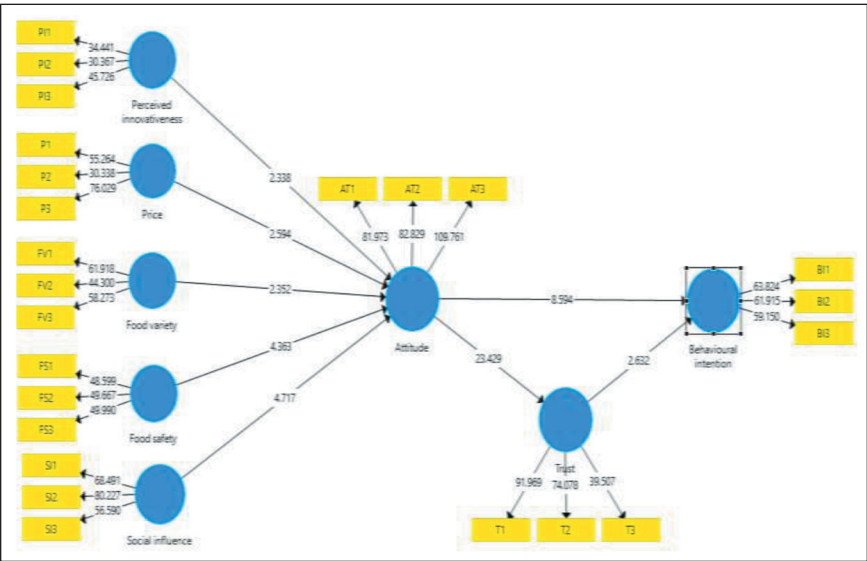 PI1
34.441
PI2
30.367
PI3
45.726
Perceived
innovativeness
P1
55.264
P2
30.338
P3
76.029
Price
FV1
61.918
FV2
44.300
FV3
58.273
Food variety
FS1
48.599
FS2
49.667
FS3
49.990
Food safety
SI1
68.491
SI2
80.227
SI3
56.590
Social influence
2.338
2.594
2.352
4.363
4.717
AT1
AT2
AT3
81.973
82.829
109.761
Attitude
8.594
23.429
2.632
Trust
91.969
74.078
39.507
T1
T2
T3
Behavioural
intention
63.824
BI1
61.915
BI2
59.150
BI3